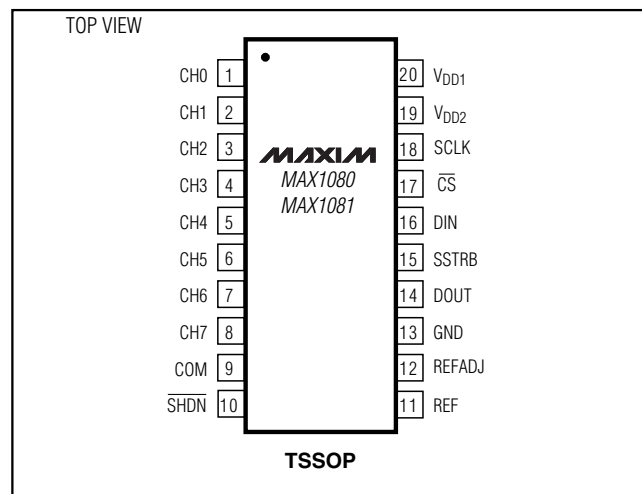 TOP VIEW
CH0 1
CH1 2
CH2 3
CH3 4
CH4 5
CH5 6
CH6 7
CH7 8
COM 9
SHDN 10
MAXIM
MAX1080
MAX1081
20 VDD1
19 VDD2
18 SCLK
17 CS
16 DIN
15 SSTRB
14 DOUT
13 GND
12 REFADJ
11 REF
TSSOP